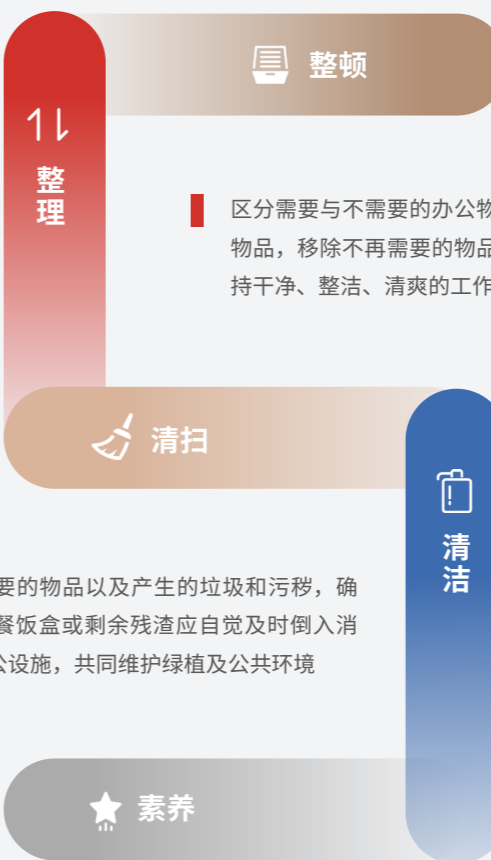 整顿
整
理
区分需要与不需要的办公物
物品，移除不再需要的物品
持干净、整洁、清爽的工作
清扫
清
洁
要的物品以及产生的垃圾和污秽，确
餐饭盒或剩余残渣应自觉及时倒入消
公设施，共同维护绿植及公共环境
素养